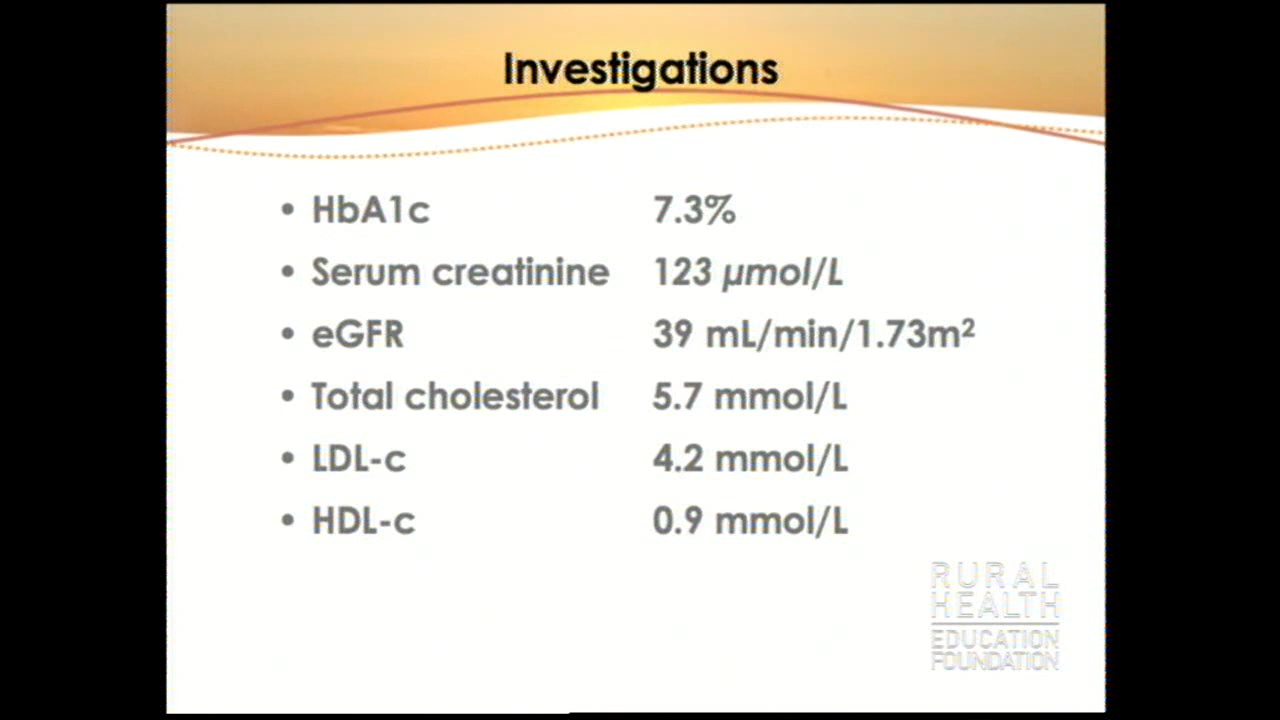 Investigations
• HbA1c 7.3%
• Serum creatinine 123 µmol/L
• eGFR 39 mL/min/1.73m²
• Total cholesterol 5.7 mmol/L
• LDL-c 4.2 mmol/L
• HDL-c 0.9 mmol/L
RURAL
HEALTH
EDUCATION
FOUNDATION